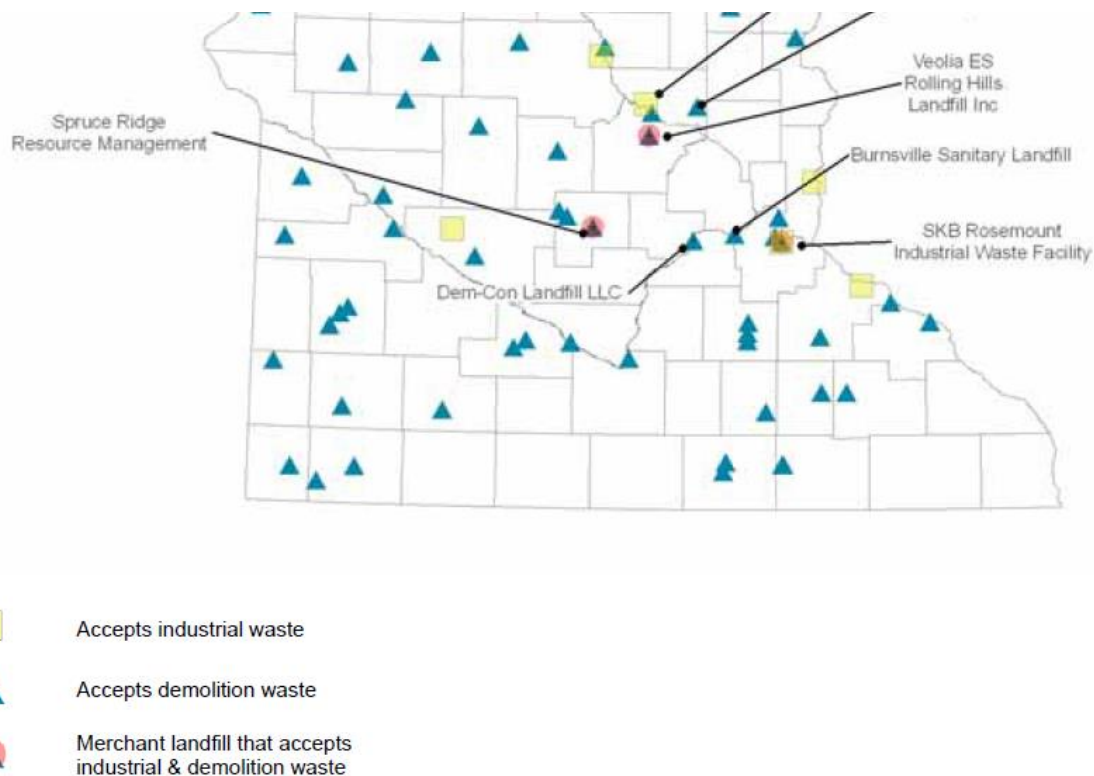 Veolia ES
Rolling Hills
Landfill Inc
Spruce Ridge
Resource Management
Burnsville Sanitary Landfill
SKB Rosemount
Industrial Waste Facility
Dem-Con Landfill LLC
Accepts industrial waste
Accepts demolition waste
Merchant landfill that accepts
industrial & demolition waste